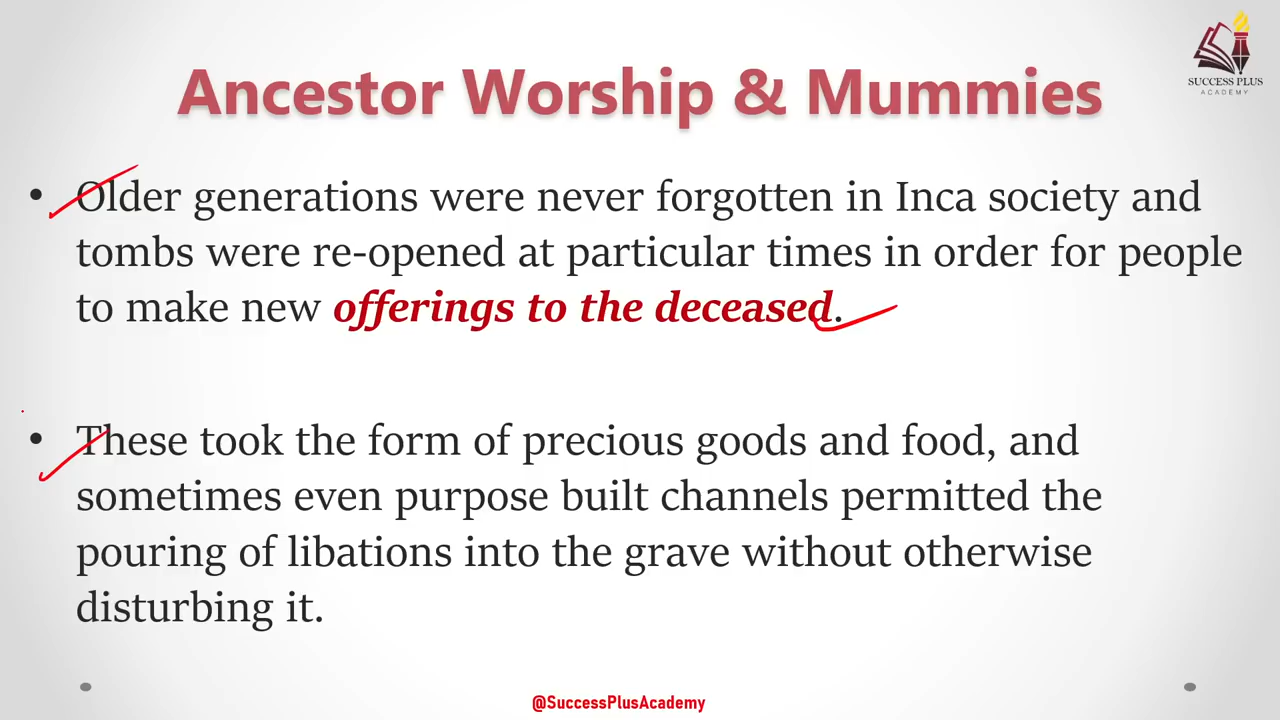 SUCCESS PLUS
ACADEMY
Ancestor Worship & Mummies
• Older generations were never forgotten in Inca society and
tombs were re-opened at particular times in order for people
to make new offerings to the deceased.
• These took the form of precious goods and food, and
sometimes even purpose built channels permitted the
pouring of libations into the grave without otherwise
disturbing it.
@SuccessPlusAcademy